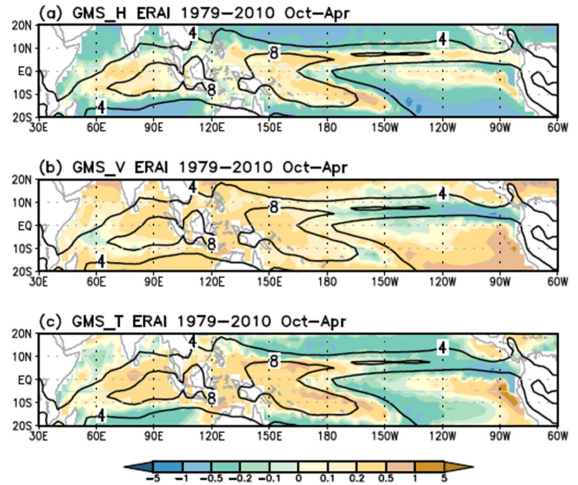 (a) GMS_H ERAI 1979−2010 Oct−Apr
20N
10N
EQ
10S
20S
4
8
4
8
4
30E 60E 90E 120E 150E 180 150W 120W 90W 60W
(b) GMS_V ERAI 1979−2010 Oct−Apr
20N
10N
EQ
10S
20S
4
8
4
8
4
30E 60E 90E 120E 150E 180 150W 120W 90W 60W
(c) GMS_T ERAI 1979−2010 Oct−Apr
20N
10N
EQ
10S
20S
4
8
4
8
4
30E 60E 90E 120E 150E 180 150W 120W 90W 60W
−5 −1 −0.5 −0.2 −0.1 0 0.1 0.2 0.5 1 5